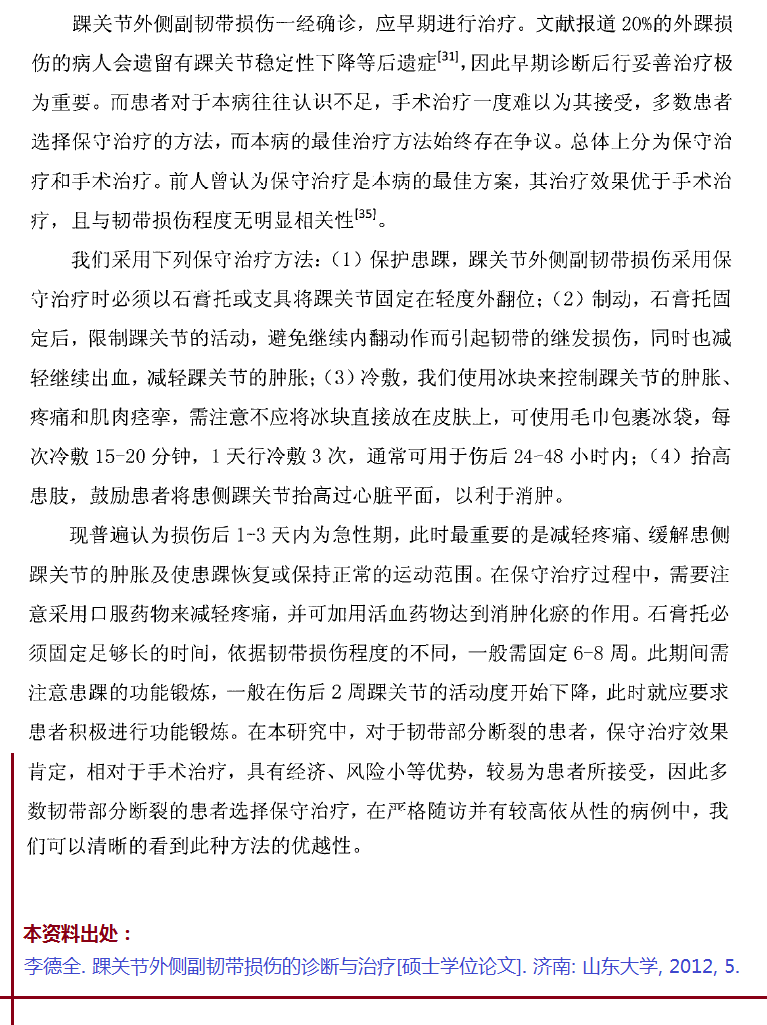 踝关节外侧副韧带损伤一经确诊，应早期进行治疗。文献报道 20%的外踝损
伤的病人会遗留有踝关节稳定性下降等后遗症[31]，因此早期诊断后行妥善治疗极
为重要。而患者对于本病往往认识不足，手术治疗一度难以为其接受，多数患者
选择保守治疗的方法，而本病的最佳治疗方法始终存在争议。总体上分为保守治
疗和手术治疗。前人曾认为保守治疗是本病的最佳方案，其治疗效果优于手术治
疗，且与韧带损伤程度无明显相关性[35]。
我们采用下列保守治疗方法：（1）保护患踝，踝关节外侧副韧带损伤采用保
守治疗时必须以石膏托或支具将踝关节固定在轻度外翻位；（2）制动，石膏托固
定后，限制踝关节的活动，避免继续内翻动作而引起韧带的继发损伤，同时也减
轻继续出血，减轻踝关节的肿胀；（3）冷敷，我们使用冰块来控制踝关节的肿胀、
疼痛和肌肉痉挛，需注意不应将冰块直接放在皮肤上，可使用毛巾包裹冰袋，每
次冷敷 15-20 分钟，1 天行冷敷 3 次，通常可用于伤后 24-48 小时内；（4）抬高
患肢，鼓励患者将患侧踝关节抬高过心脏平面，以利于消肿。
现普遍认为损伤后 1-3 天内为急性期，此时最重要的是减轻疼痛、缓解患侧
踝关节的肿胀及使患踝恢复或保持正常的运动范围。在保守治疗过程中，需要注
意采用口服药物来减轻疼痛，并可加用活血药物达到消肿化瘀的作用。石膏托必
须固定足够长的时间，依据韧带损伤程度的不同，一般需固定 6-8 周。此期间需
注意患踝的功能锻炼，一般在伤后 2 周踝关节的活动度开始下降，此时就应要求
患者积极进行功能锻炼。在本研究中，对于韧带部分断裂的患者，保守治疗效果
肯定，相对于手术治疗，具有经济、风险小等优势，较易为患者所接受，因此多
数韧带部分断裂的患者选择保守治疗，在严格随访并有较高依从性的病例中，我
们可以清晰的看到此种方法的优越性。
本资料出处：
李德全. 踝关节外侧副韧带损伤的诊断与治疗[硕士学位论文]. 济南: 山东大学, 2012, 5.